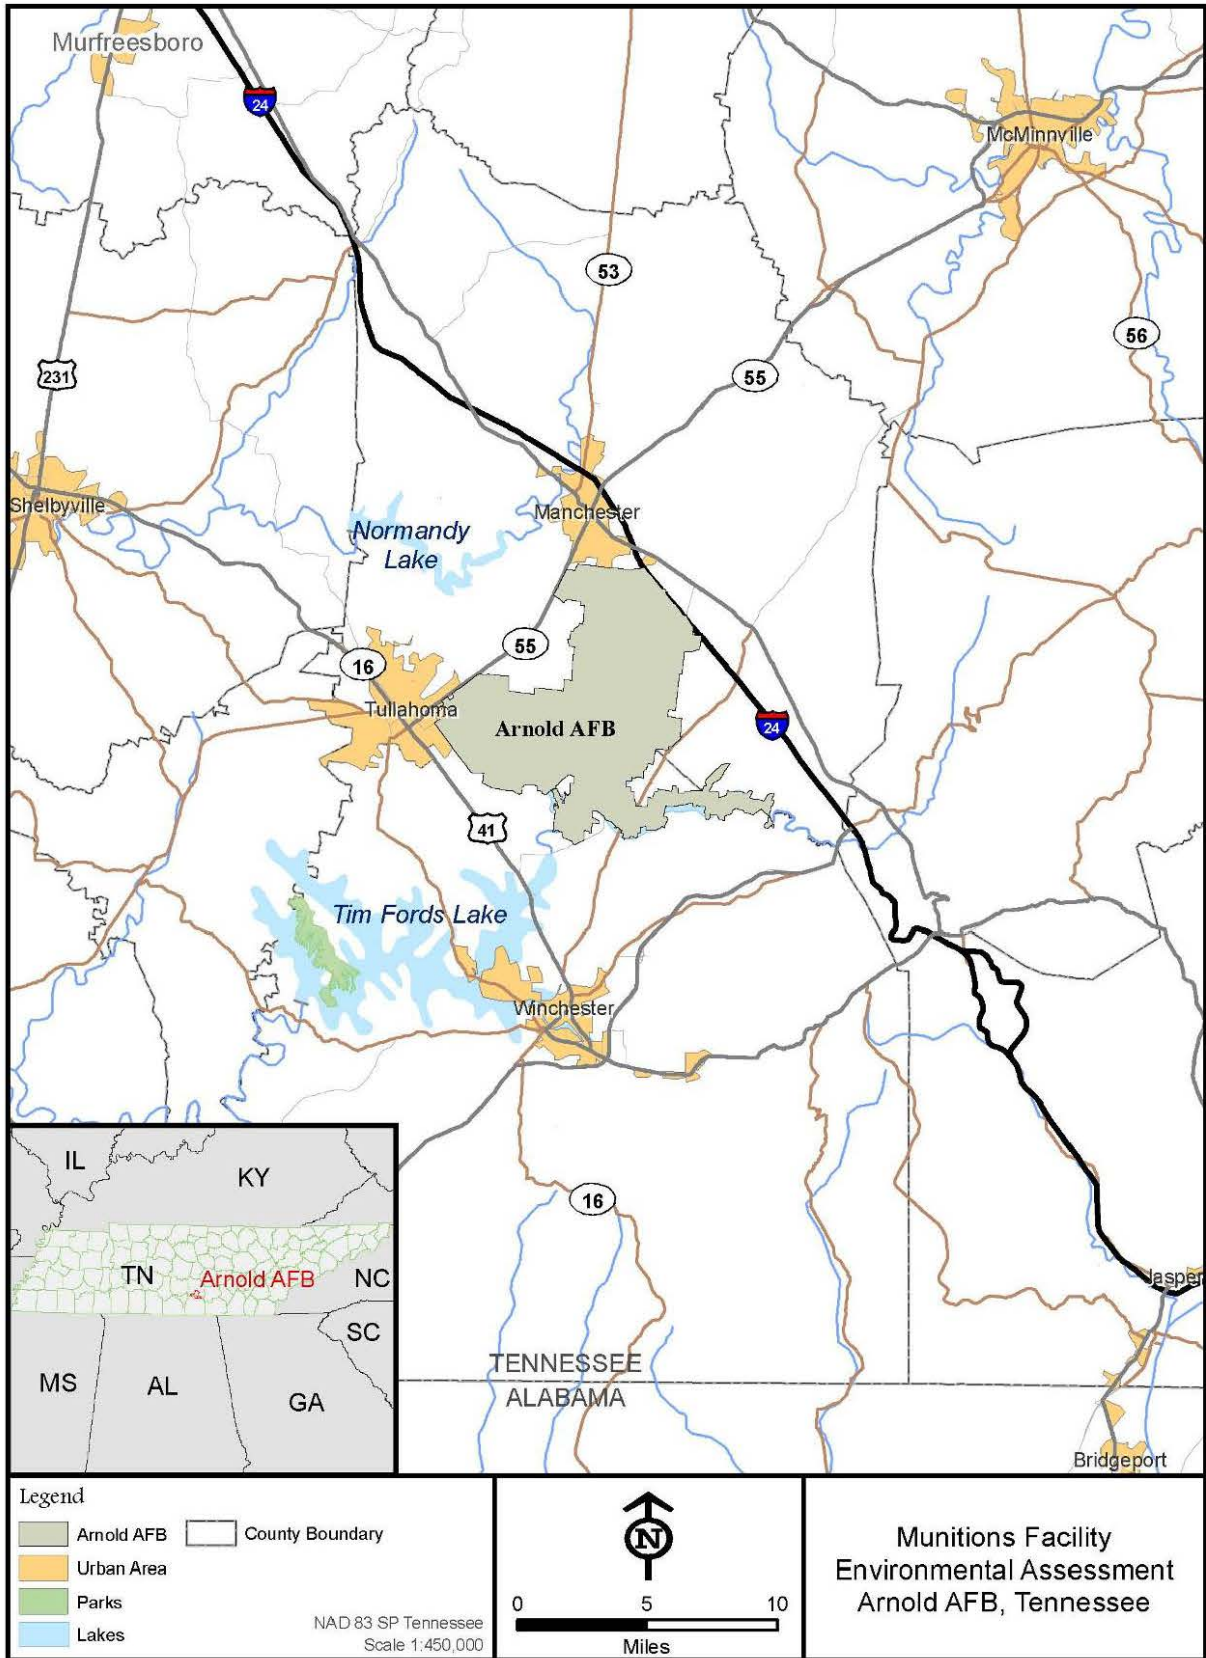 Murfreesboro
24
McMinnville
53
56
231
55
Shelbyville
Manchester
Normandy
Lake
55
16
Tullahoma
Arnold AFB
24
41
Tim Fords Lake
Winchester
16
Jasper
TENNESSEE
ALABAMA
Bridgeport
IL
KY
TN
Arnold AFB
NC
SC
MS
AL
GA
Legend
Arnold AFB
County Boundary
Urban Area
Parks
Lakes
NAD 83 SP Tennessee
Scale 1:450,000
N
0 5 10
Miles
Munitions Facility
Environmental Assessment
Arnold AFB, Tennessee